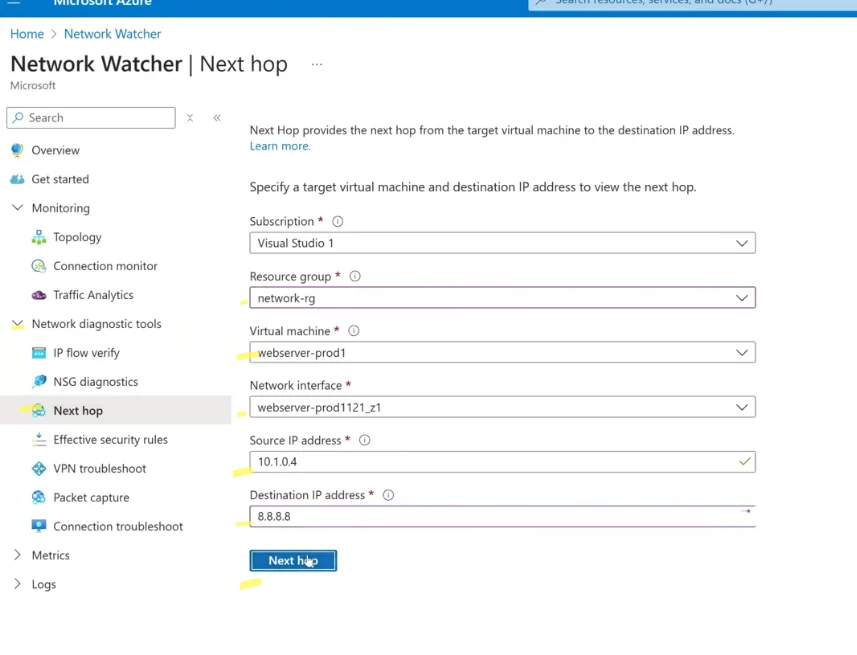 Microsoft Azure
Search resources, services, and docs (G+/)
Home > Network Watcher
Network Watcher | Next hop ...
Microsoft
Search
Overview
Get started
Monitoring
Topology
Connection monitor
Traffic Analytics
Network diagnostic tools
IP flow verify
NSG diagnostics
Next hop
Effective security rules
VPN troubleshoot
Packet capture
Connection troubleshoot
Metrics
Logs
Next Hop provides the next hop from the target virtual machine to the destination IP address.
Learn more.
Specify a target virtual machine and destination IP address to view the next hop.
Subscription *
Visual Studio 1
Resource group *
network-rg
Virtual machine *
webserver-prod1
Network interface *
webserver-prod1121_z1
Source IP address *
10.1.0.4
Destination IP address *
8.8.8.8
Next hop